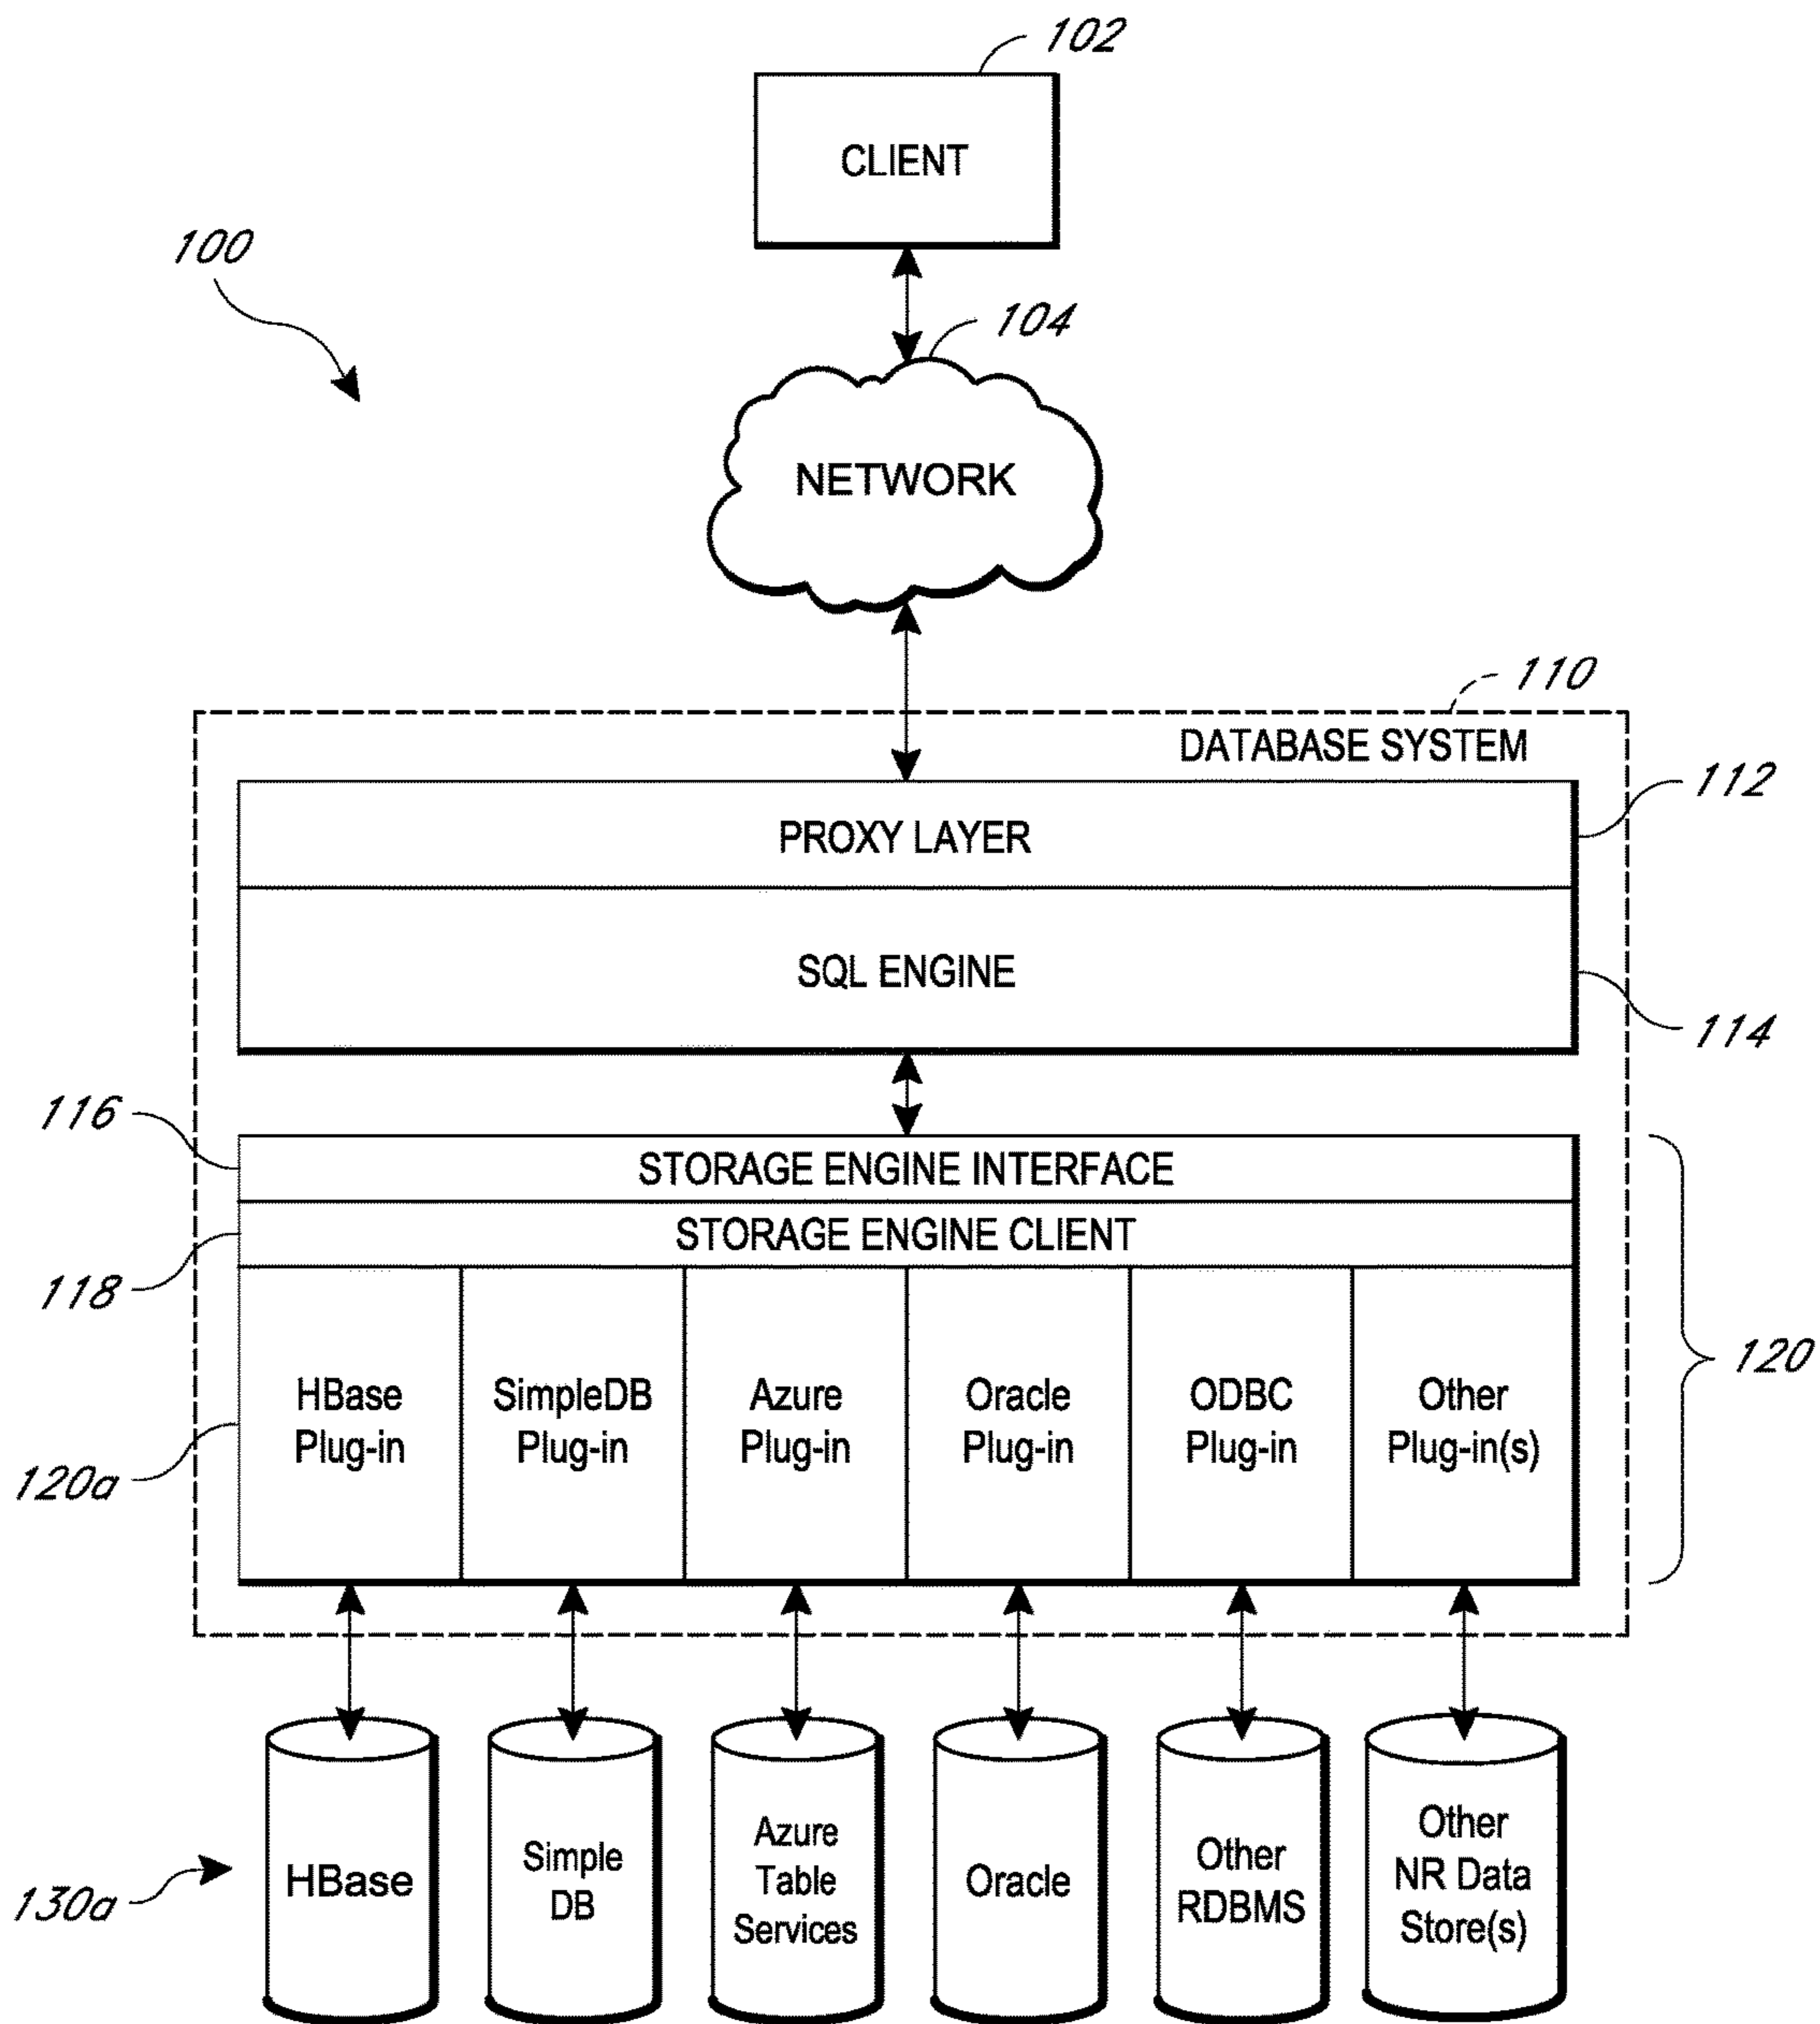 102
CLIENT
100
104
NETWORK
110
DATABASE SYSTEM
112
PROXY LAYER
SQL ENGINE
114
116
STORAGE ENGINE INTERFACE
STORAGE ENGINE CLIENT
118
HBase
Plug-in
SimpleDB
Plug-in
Azure
Plug-in
Oracle
Plug-in
ODBC
Plug-in
Other
Plug-in(s)
120
120a
HBase
Simple
DB
Azure
Table
Services
Oracle
Other
RDBMS
Other
NR Data
Store(s)
130a